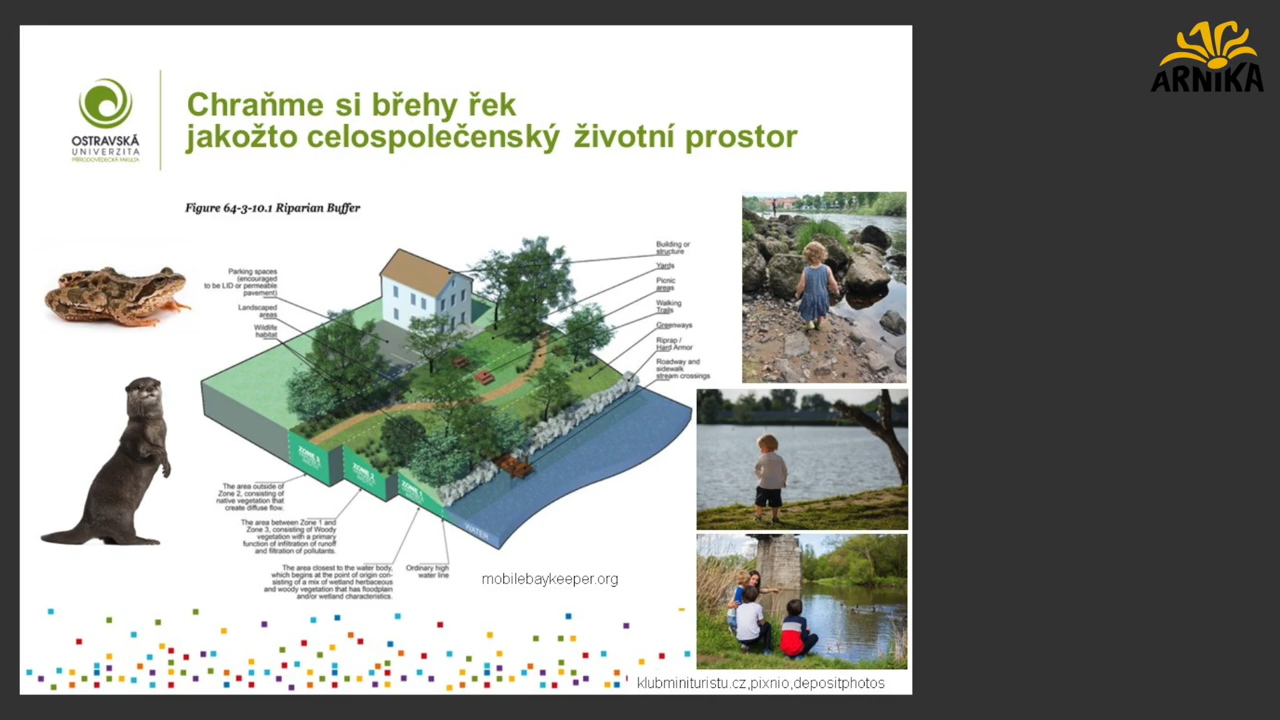 ARNIKA
OSTRAVSKÁ
UNIVERZITA
PŘÍRODOVĚDECKÁ FAKULTA
Chraňme si břehy řek
jakožto celospolečenský životní prostor
Figure 64-3-10.1 Riparian Buffer
Parking spaces
(encouraged
to be LID or permeable
pavement)
Landscaped
areas
Wildlife
habitat
Building or
structure
Yards
Picnic
areas
Walking
Trails
Greenways
Riprap /
Hard Armor
Roadway and
sidewalk
stream crossings
ZONE 3
ZONE 2
ZONE 1
WATER
The area outside of
Zone 2, consisting of
native vegetation that
create diffuse flow.
The area between Zone 1 and
Zone 3, consisting of Woody
vegetation with a primary
function of infiltration of runoff
and filtration of pollutants.
The area closest to the water body,
which begins at the point of origin con-
sisting of a mix of wetland herbaceous
and woody vegetation that has floodplain
and/or wetland characteristics.
Ordinary high
water line
mobilebaykeeper.org
klubminituristu.cz,pixnio,depositphotos